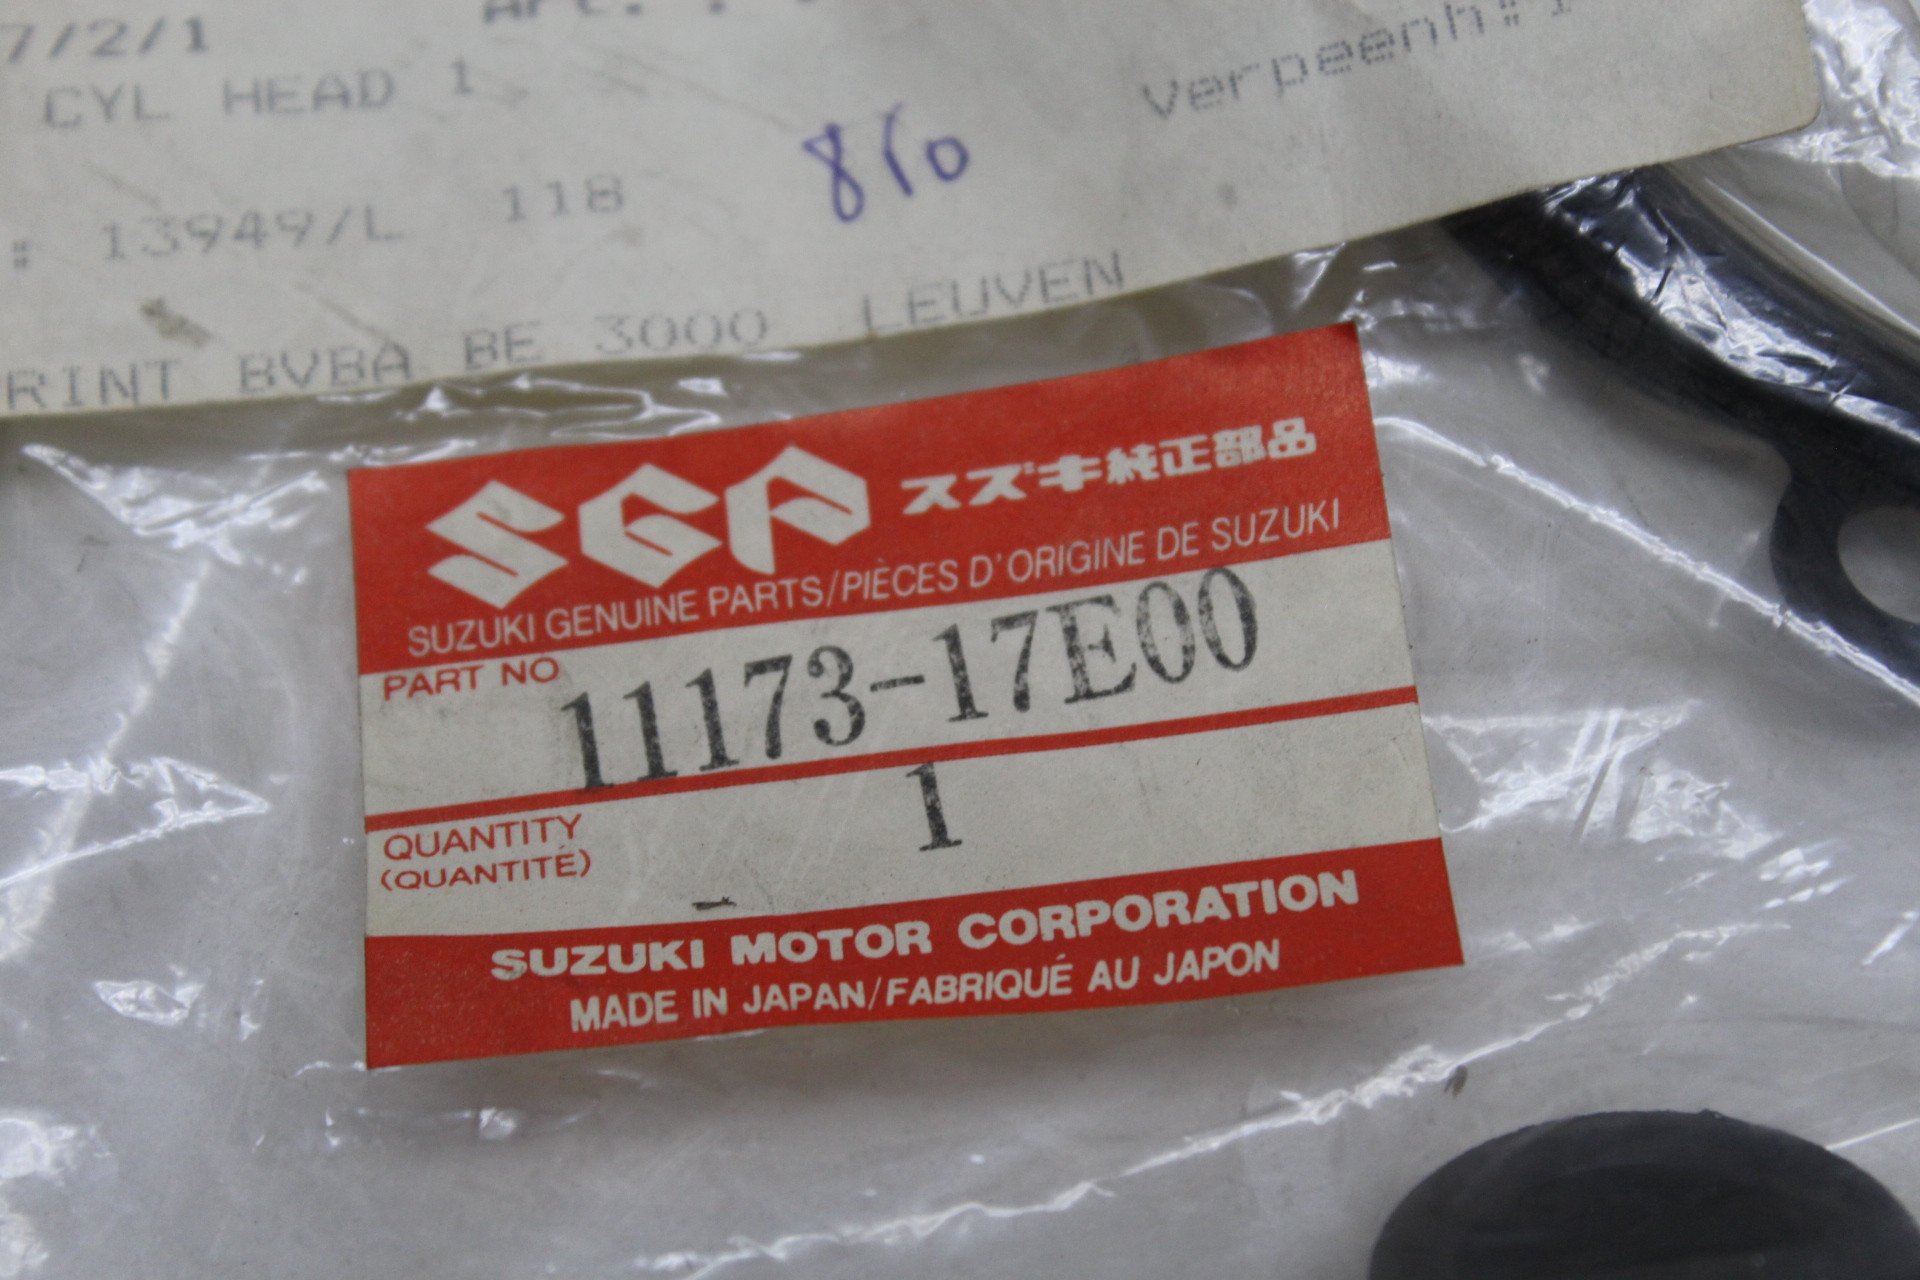 7/2/1
CYL HEAD 1
Verpeenh#1
: 13949/L 118 810
RINT BVBA BE 3000 LEUVEN
SGP スズキ純正部品
SUZUKI GENUINE PARTS/PIÈCES D'ORIGINE DE SUZUKI
PART NO 11173-17E00
QUANTITY 1
(QUANTITÉ)
SUZUKI MOTOR CORPORATION
MADE IN JAPAN/FABRIQUÉ AU JAPON